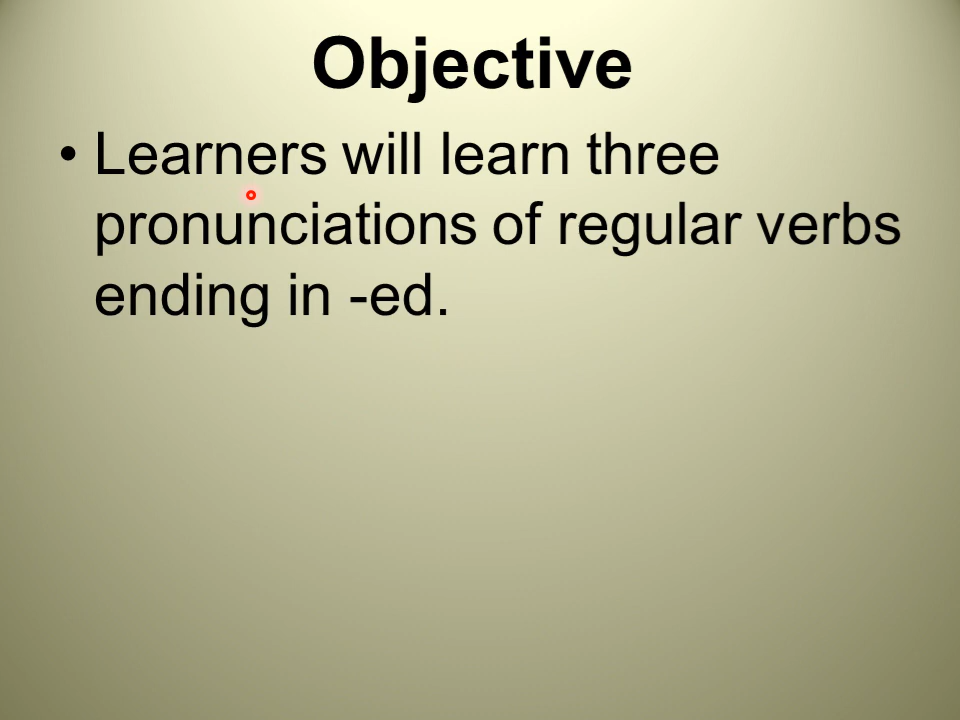 Objective
• Learners will learn three
pronunciations of regular verbs
ending in -ed.